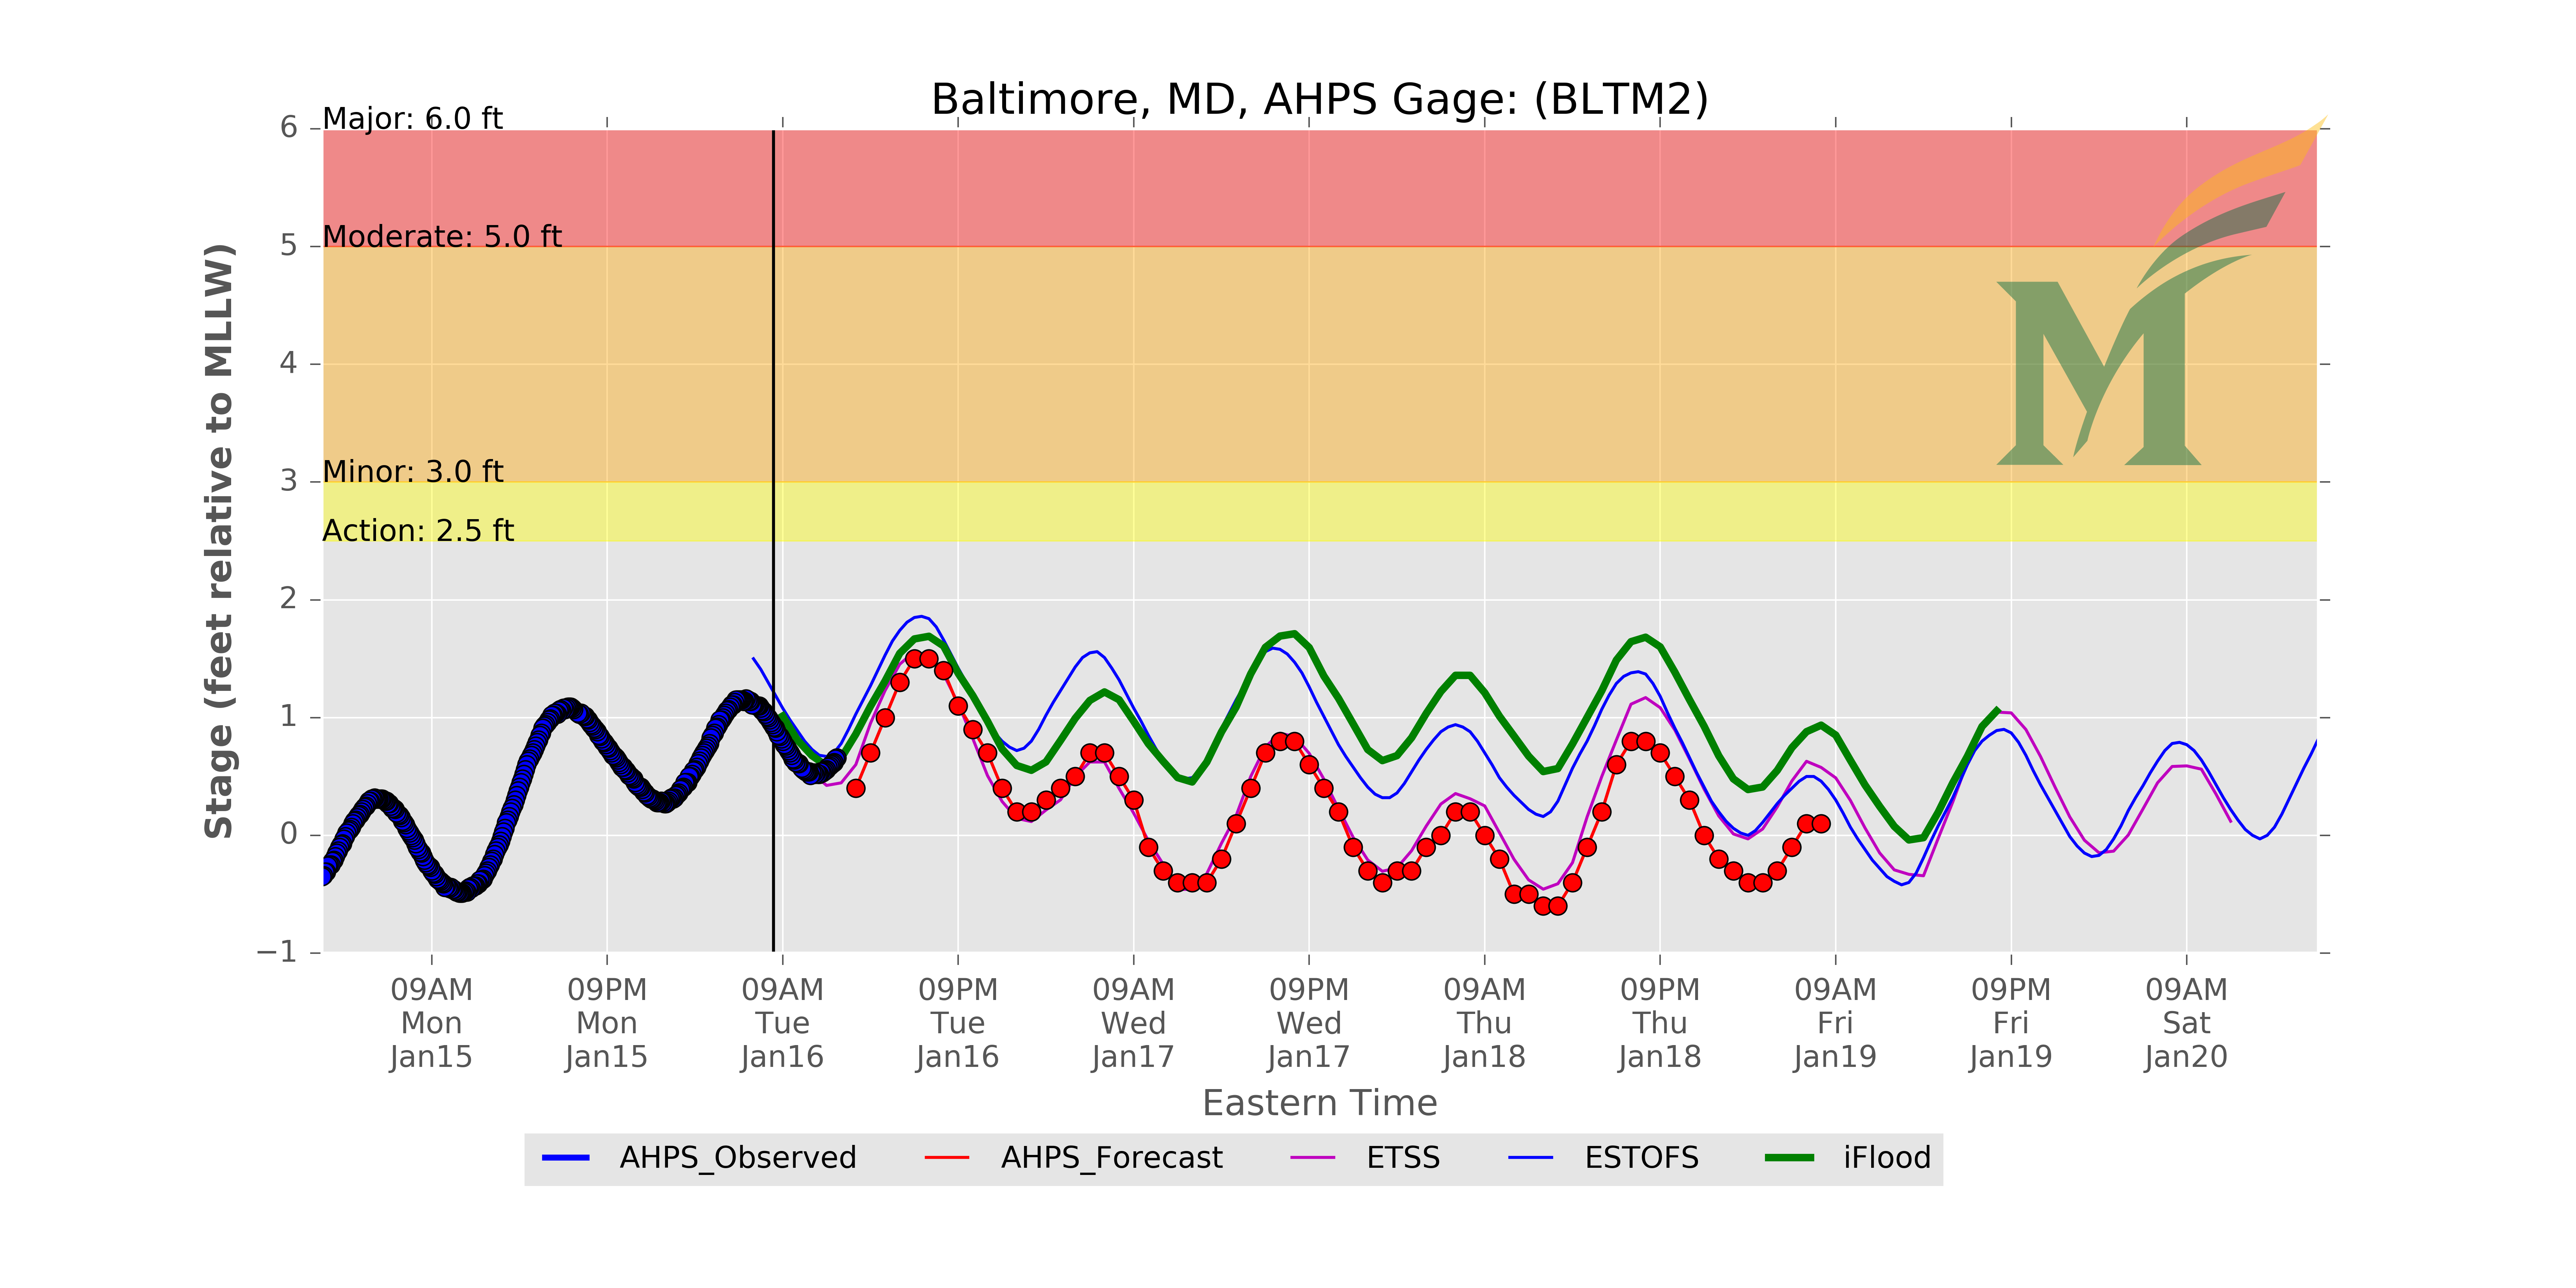 Baltimore, MD, AHPS Gage: (BLTM2)
Major: 6.0 ft
Moderate: 5.0 ft
Minor: 3.0 ft
Action: 2.5 ft
6
5
4
3
2
1
0
−1
Stage (feet relative to MLLW)
09AM Mon Jan15
09PM Mon Jan15
09AM Tue Jan16
09PM Tue Jan16
09AM Wed Jan17
09PM Wed Jan17
09AM Thu Jan18
09PM Thu Jan18
09AM Fri Jan19
09PM Fri Jan19
09AM Sat Jan20
Eastern Time
AHPS_Observed AHPS_Forecast ETSS ESTOFS iFlood
M